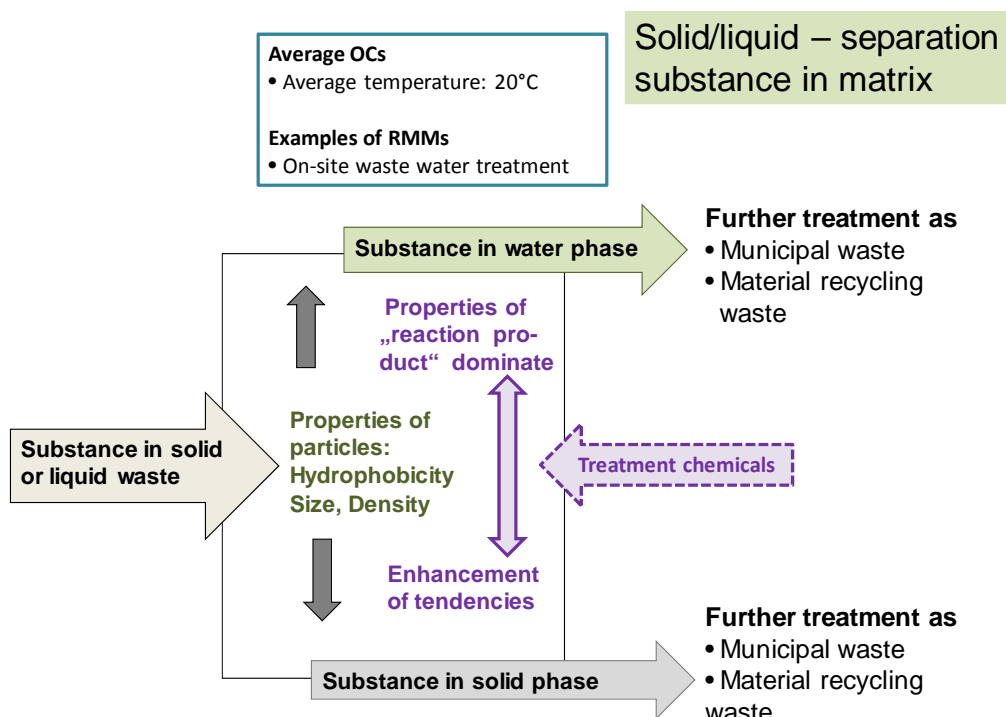 Solid/liquid – separation
substance in matrix
Average OCs
• Average temperature: 20°C
Examples of RMMs
• On-site waste water treatment
Substance in water phase
Further treatment as
• Municipal waste
• Material recycling
waste
Properties of
„reaction pro-
duct“ dominate
Substance in solid
or liquid waste
Properties of
particles:
Hydrophobicity
Size, Density
Treatment chemicals
Enhancement
of tendencies
Substance in solid phase
Further treatment as
• Municipal waste
• Material recycling
waste